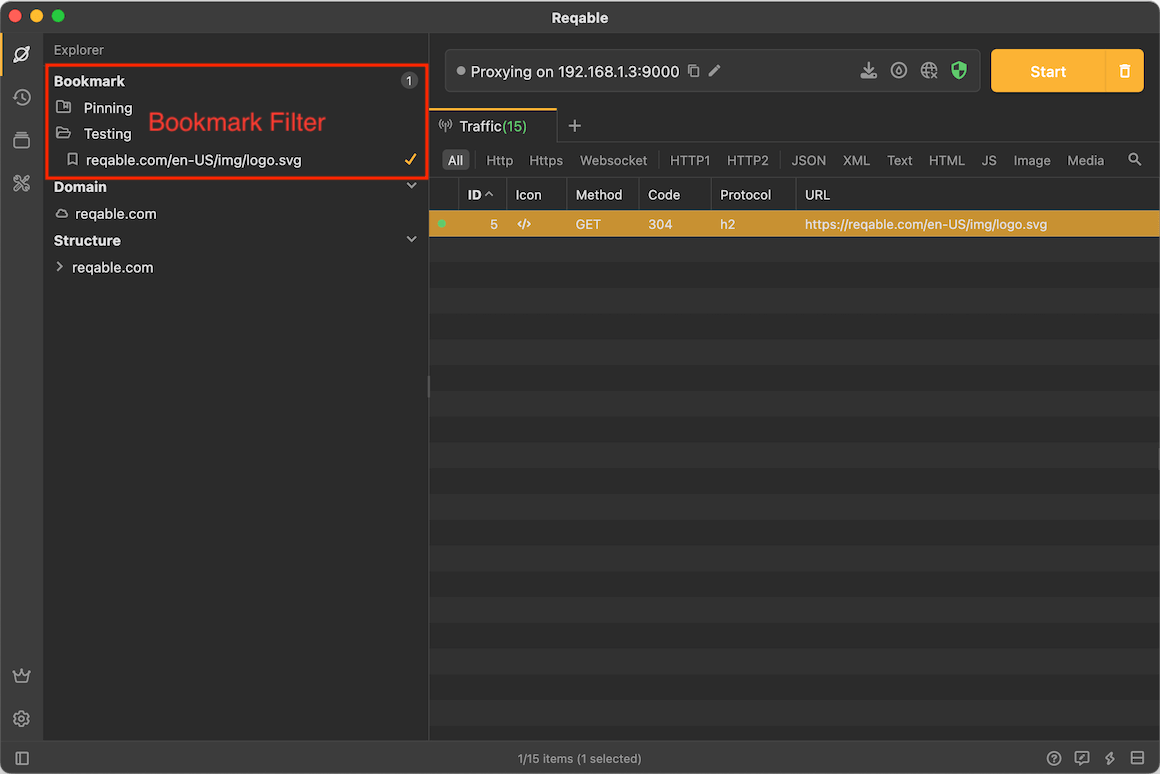 Reqable
Explorer
Bookmark 1
Pinning
Testing
Bookmark Filter
reqable.com/en-US/img/logo.svg
Domain
reqable.com
Structure
reqable.com
Proxying on 192.168.1.3:9000
Start
Traffic(15)
All Http Https Websocket HTTP1 HTTP2 JSON XML Text HTML JS Image Media
ID Icon Method Code Protocol URL
5 GET 304 h2 https://reqable.com/en-US/img/logo.svg
1/15 items (1 selected)